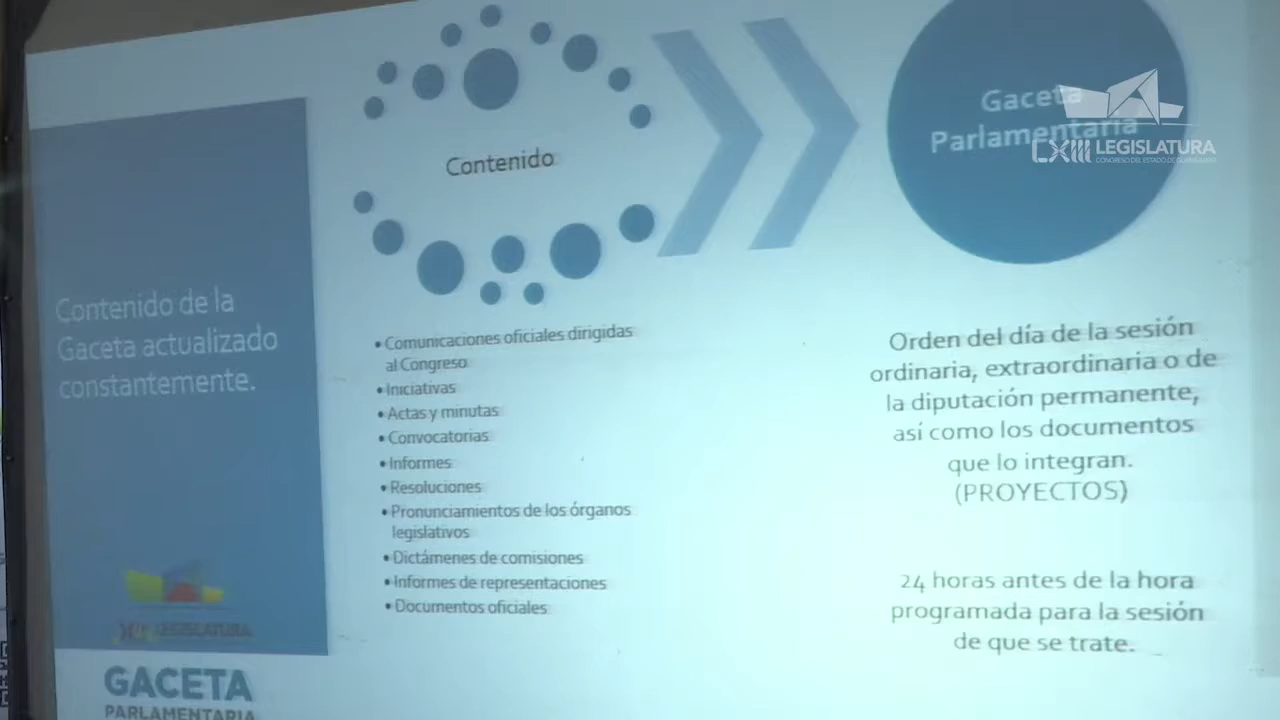 Contenido de la
Gaceta actualizado
constantemente.
LEGISLATURA
GACETA
PARLAMENTARIA
Contenido
• Comunicaciones oficiales dirigidas
al Congreso
• Iniciativas
• Actas y minutas
• Convocatorias
• Informes
• Resoluciones
• Pronunciamientos de los órganos
legislativos
• Dictámenes de comisiones
• Informes de representaciones
• Documentos oficiales
Gaceta
Parlamentaria
LXIII LEGISLATURA
Orden del día de la sesión
ordinaria, extraordinaria o de
la diputación permanente,
así como los documentos
que lo integran.
(PROYECTOS)
24 horas antes de la hora
programada para la sesión
de que se trate.